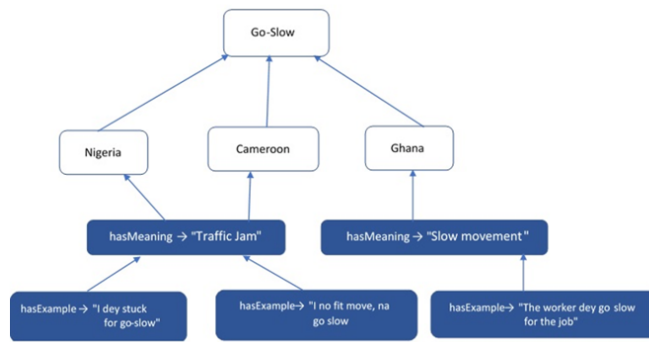 Go-Slow
Nigeria
Cameroon
Ghana
hasMeaning → "Traffic Jam"
hasMeaning → "Slow movement"
hasExample → "I dey stuck
for go-slow"
hasExample→ "I no fit move, na
go slow
hasExample→ "The worker dey go slow
for the job"